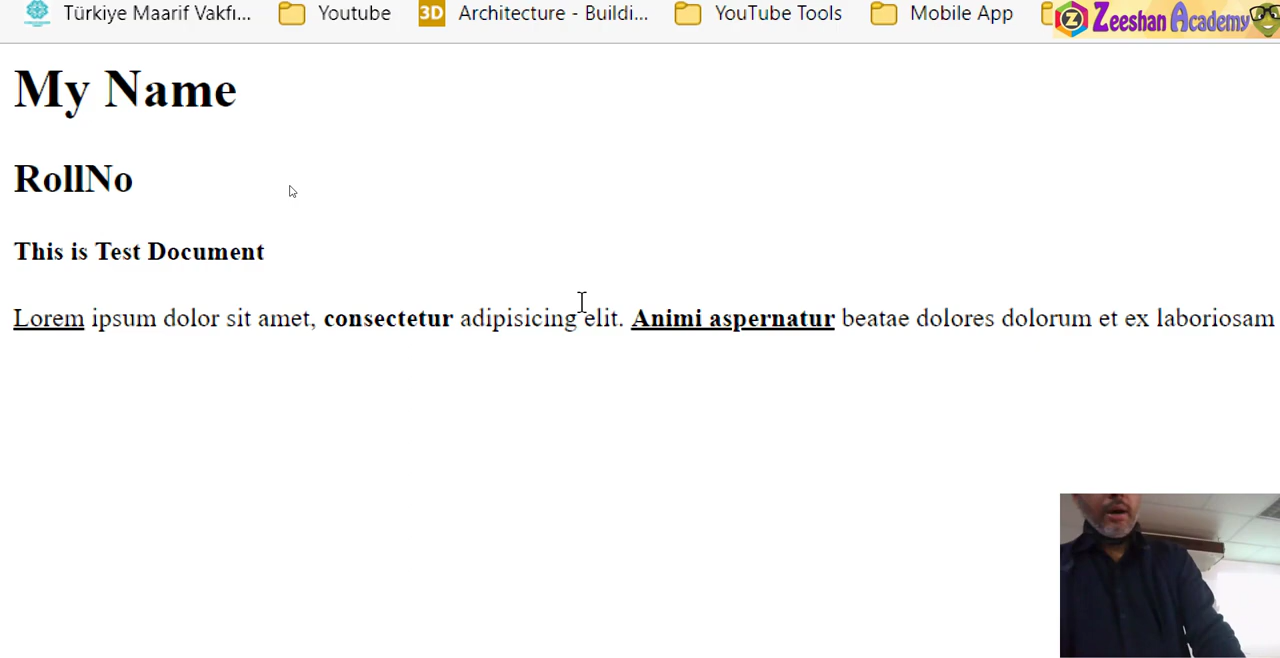 Türkiye Maarif Vakfı... Youtube 3D Architecture - Buildi... YouTube Tools Mobile App Z Zeeshan Academy
My Name
RollNo
This is Test Document
Lorem ipsum dolor sit amet, consectetur adipisicing elit. Animi aspernatur beatae dolores dolorum et ex laboriosam